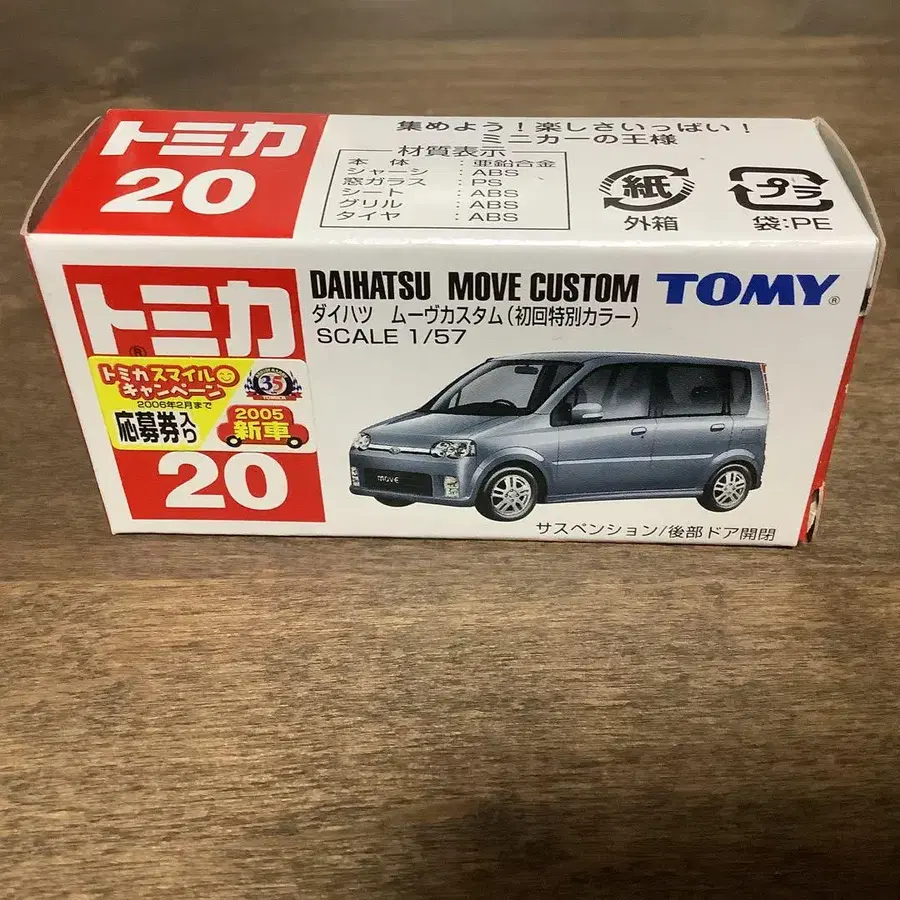 トミカ
20
集めよう!楽しさいっぱい!
ミニカーの王様
材質表示
本体:亜鉛合金
シャーシ:ABS
窓ガラス:PS
シート:ABS
グリル:ABS
タイヤ:ABS
紙
外箱
プラ
袋:PE
トミカ
®
DAIHATSU MOVE CUSTOM
ダイハツ ムーヴカスタム(初回特別カラー)
SCALE 1/57
TOMY®
トミカスマイル
キャンペーン
2006年2月まで
応募券入り
35
TOMICA
2005
新車
20
MOVE
サスペンション/後部ドア開閉